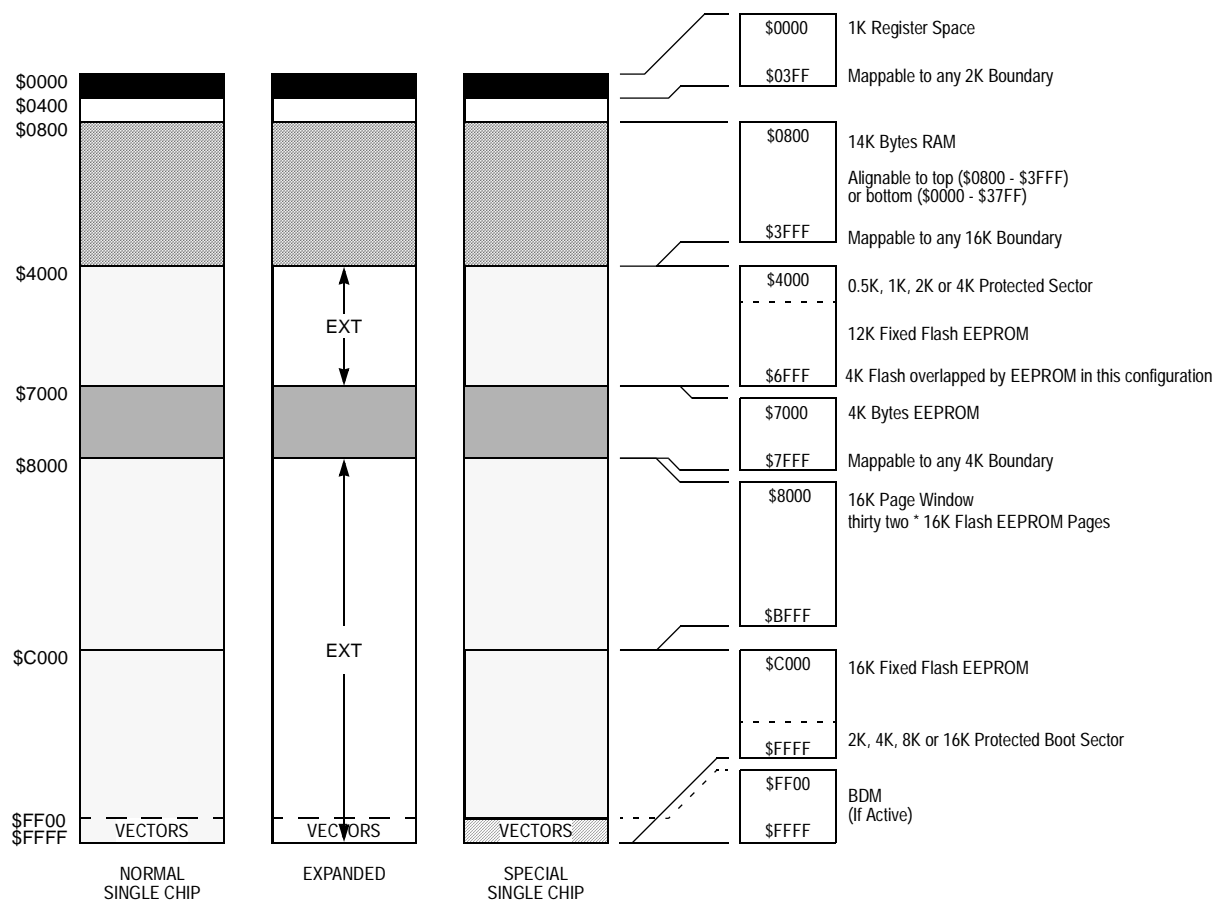 $0000
$0400
$0800
$4000
$7000
$8000
$C000
$FF00
$FFFF
VECTORS
NORMAL
SINGLE CHIP
EXT
EXT
VECTORS
EXPANDED
VECTORS
SPECIAL
SINGLE CHIP
$0000
1K Register Space
$03FF
Mappable to any 2K Boundary
$0800
14K Bytes RAM
Alignable to top ($0800 - $3FFF)
or bottom ($0000 - $37FF)
$3FFF
Mappable to any 16K Boundary
$4000
0.5K, 1K, 2K or 4K Protected Sector
12K Fixed Flash EEPROM
$6FFF
4K Flash overlapped by EEPROM in this configuration
$7000
4K Bytes EEPROM
$7FFF
Mappable to any 4K Boundary
$8000
16K Page Window
thirty two * 16K Flash EEPROM Pages
$BFFF
$C000
16K Fixed Flash EEPROM
2K, 4K, 8K or 16K Protected Boot Sector
$FFFF
$FF00
BDM
(If Active)
$FFFF